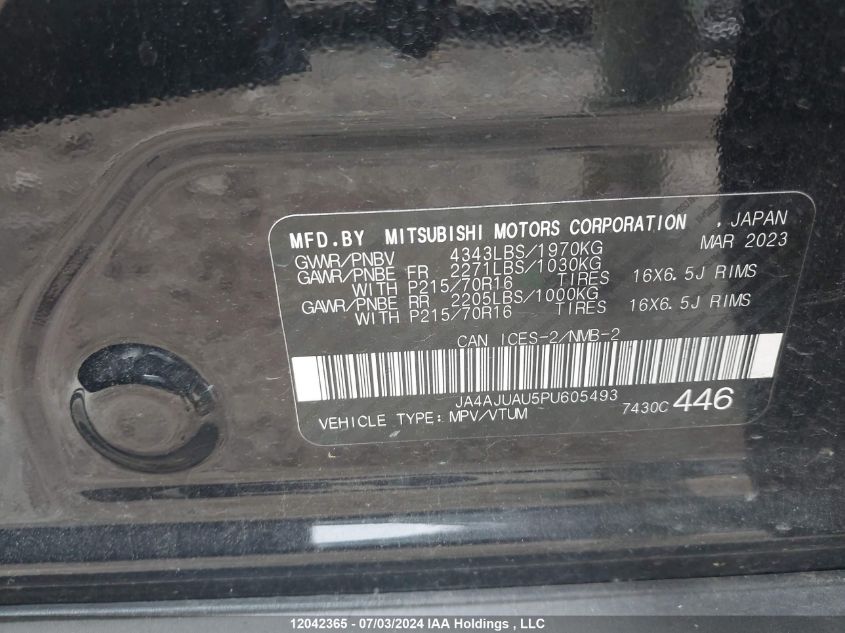 MFD.BY MITSUBISHI MOTORS CORPORATION , JAPAN
GVWR/PNBV 4343LBS/1970KG MAR 2023
GAWR/PNBE FR 2271LBS/1030KG
WITH P215/70R16 TIRES 16X6.5J RIMS
GAWR/PNBE RR 2205LBS/1000KG
WITH P215/70R16 TIRES 16X6.5J RIMS
CAN ICES-2/NMB-2
JA4AJUAU5PU605493
VEHICLE TYPE: MPV/VTUM 7430C 446
12042365 - 07/03/2024 IAA Holdings , LLC